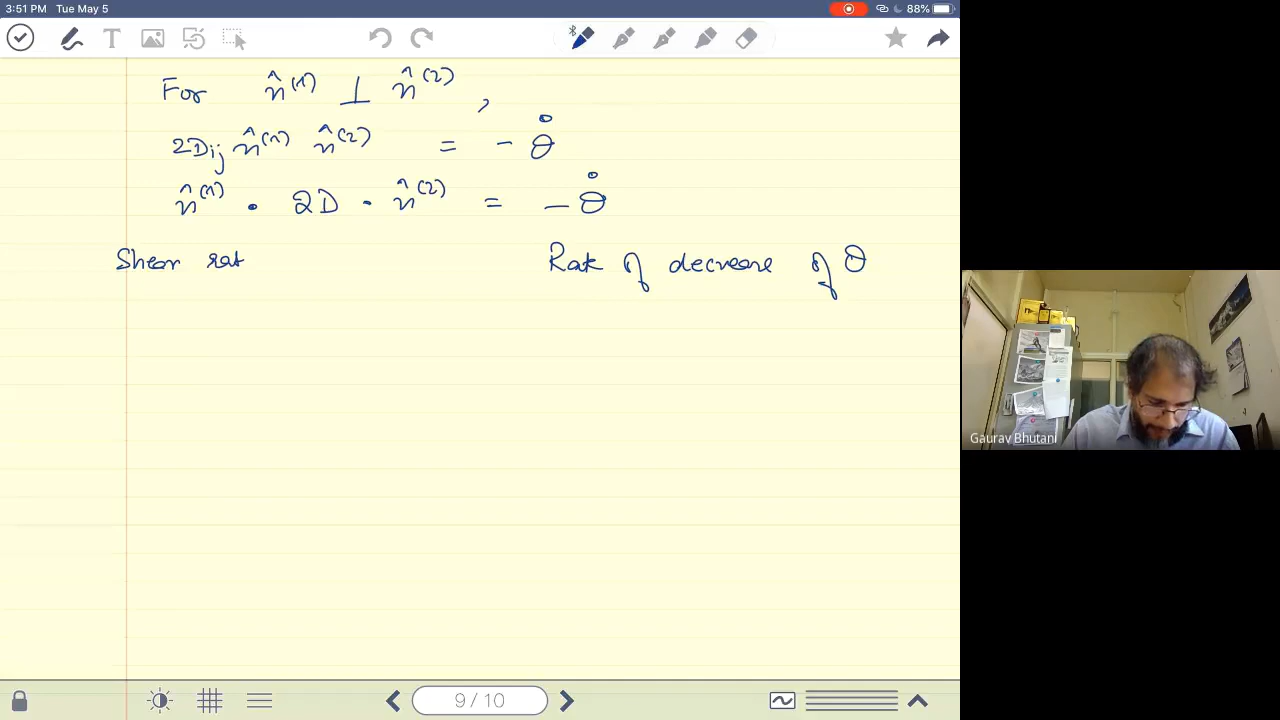 3:51 PM Tue May 5 88%
T
For n̂⁽¹⁾ ⊥ n̂⁽²⁾ ,
2Dij n̂⁽¹⁾ n̂⁽²⁾ = - θ̇
n̂⁽¹⁾ · 2D · n̂⁽²⁾ = - θ̇
Shear rat Rate of decrease of θ
Gaurav Bhutani
9 / 10